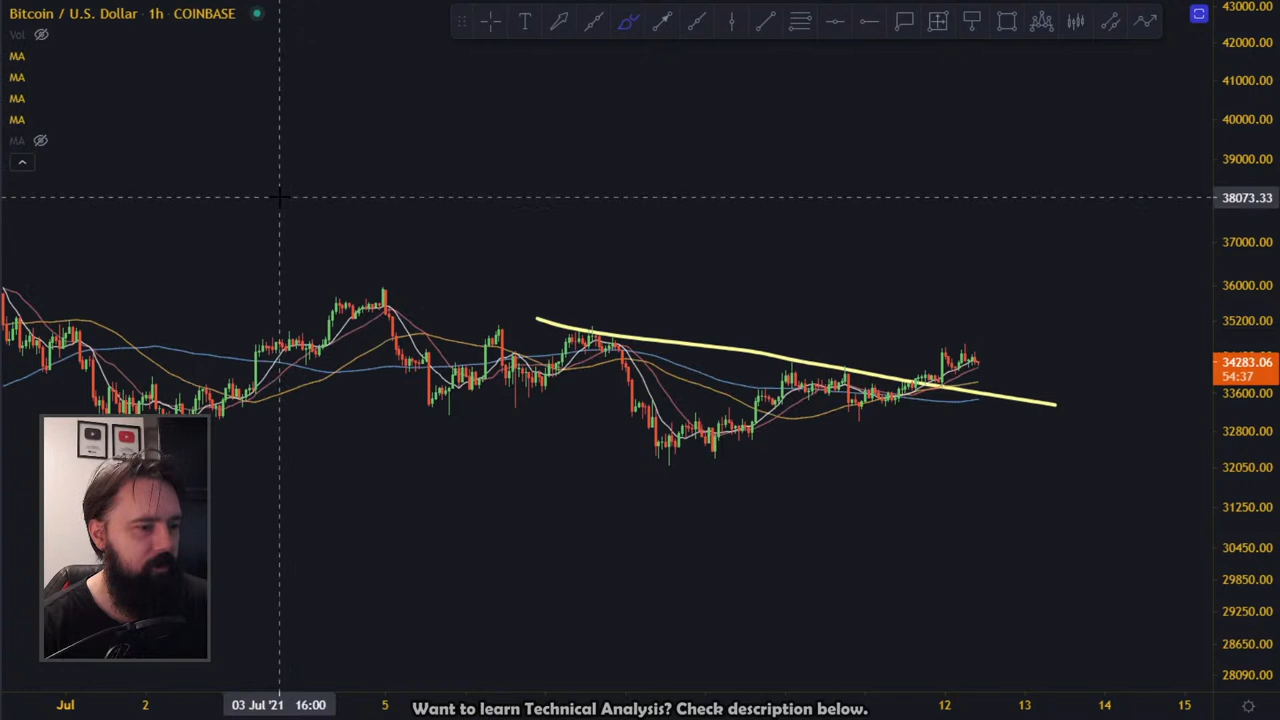 Bitcoin / U.S. Dollar · 1h · COINBASE
Vol
MA
MA
MA
MA
MA
43000.00
42000.00
41000.00
40000.00
39000.00
38073.33
37000.00
36000.00
35200.00
34283.06
54:37
33600.00
32800.00
32050.00
31250.00
30450.00
29850.00
29250.00
28650.00
28090.00
Jul
2
03 Jul '21 16:00
5
12
13
14
15
Want to learn Technical Analysis? Check description below.